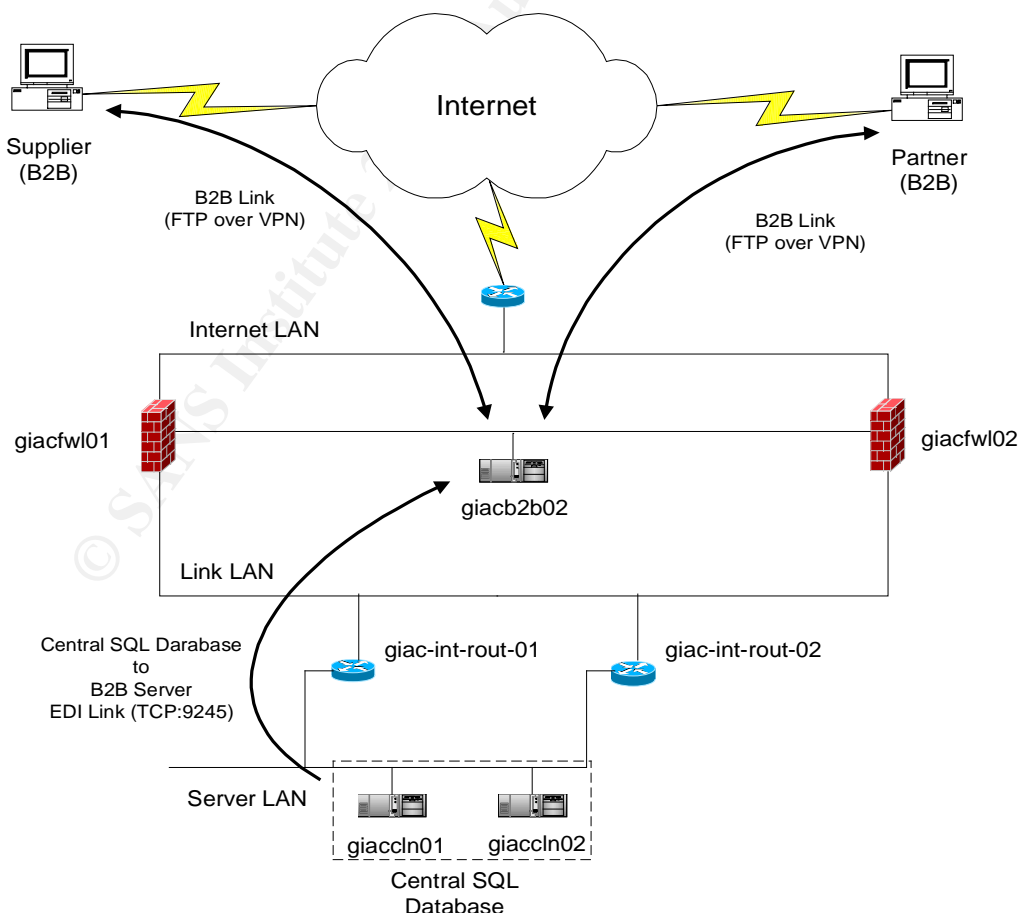 Internet
Supplier
(B2B)
Partner
(B2B)
B2B Link
(FTP over VPN)
B2B Link
(FTP over VPN)
Internet LAN
giacfwl01
giacfwl02
giacb2b02
Link LAN
Central SQL Darabase
to
B2B Server
EDI Link (TCP:9245)
giac-int-rout-01
giac-int-rout-02
Server LAN
giaccln01
giaccln02
Central SQL
Database
© SANS Institute